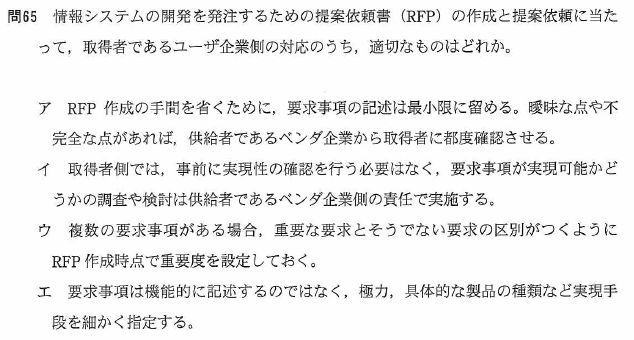 問65 情報システムの開発を発注するための提案依頼書(RFP)の作成と提案依頼に当た
って，取得者であるユーザ企業側の対応のうち，適切なものはどれか。
ア RFP 作成の手間を省くために，要求事項の記述は最小限に留める。曖昧な点や不
完全な点があれば，供給者であるベンダ企業から取得者に都度確認させる。
イ 取得者側では，事前に実現性の確認を行う必要はなく，要求事項が実現可能かど
うかの調査や検討は供給者であるベンダ企業側の責任で実施する。
ウ 複数の要求事項がある場合，重要な要求とそうでない要求の区別がつくように
RFP 作成時点で重要度を設定しておく。
エ 要求事項は機能的に記述するのではなく，極力，具体的な製品の種類など実現手
段を細かく指定する。